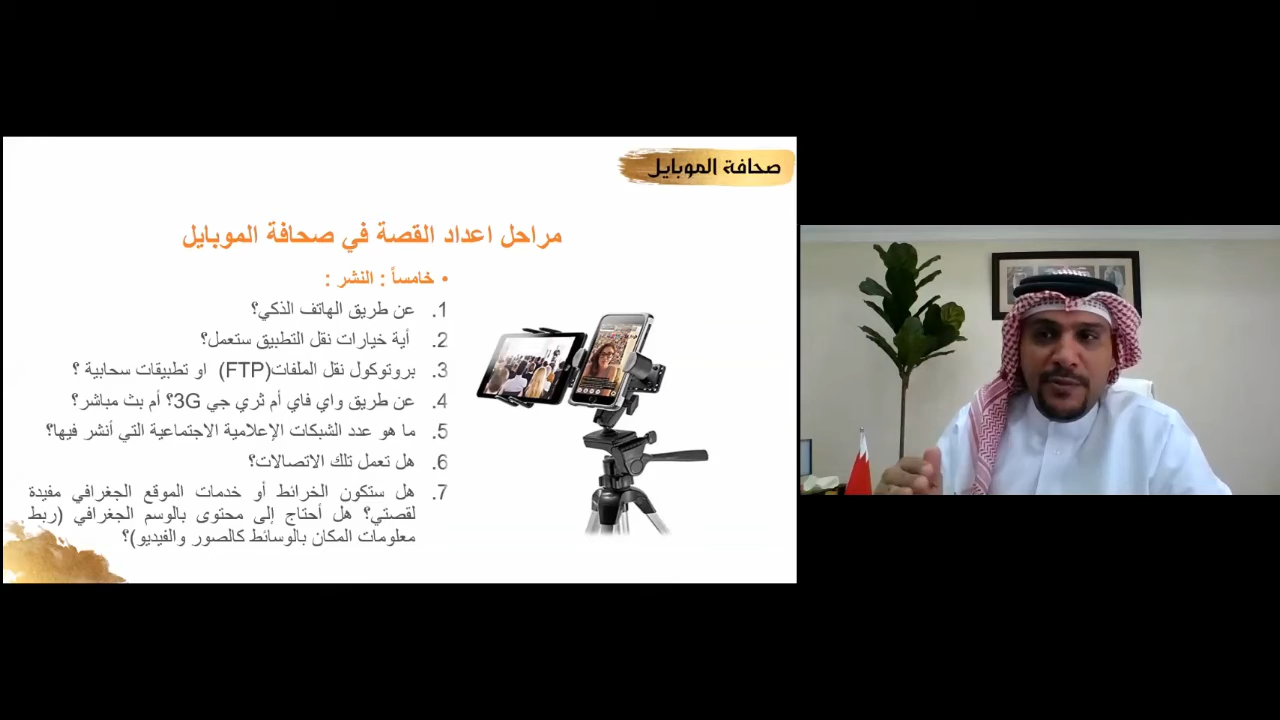 صحافة الموبايل
مراحل اعداد القصة في صحافة الموبايل
• خامساً : النشر :
1. عن طريق الهاتف الذكي؟
2. أية خيارات نقل التطبيق ستعمل؟
3. بروتوكول نقل الملفات(FTP) او تطبيقات سحابية ؟
4. عن طريق واي فاي أم ثري جي 3G؟ أم بث مباشر؟
5. ما هو عدد الشبكات الإعلامية الاجتماعية التي أنشر فيها؟
6. هل تعمل تلك الاتصالات؟
7. هل ستكون الخرائط أو خدمات الموقع الجغرافي مفيدة
لقصتي؟ هل أحتاج إلى محتوى بالوسم الجغرافي (ربط
معلومات المكان بالوسائط كالصور والفيديو)؟